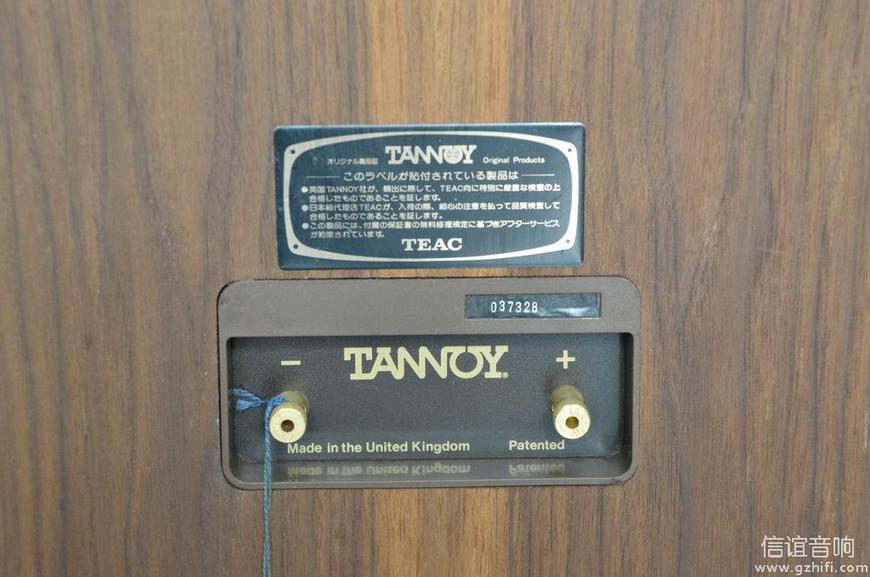 オリジナル製品証 TANNOY Original Products
このラベルが貼付されている製品は
●英国TANNOY社が、輸出に際して、TEAC向に特別に厳重な検査の上
合格したものであることを証します。
●日本総代理店TEACが、入荷の際、細心の注意を払って品質検査して
合格したものであることを証します。
●この製品には、付属の保証書の無料修理規定に基づきアフターサービス
が約束されています。
TEAC
037328
− TANNOY® +
Made in the United Kingdom Patented
信谊音响
www.gzhifi.com